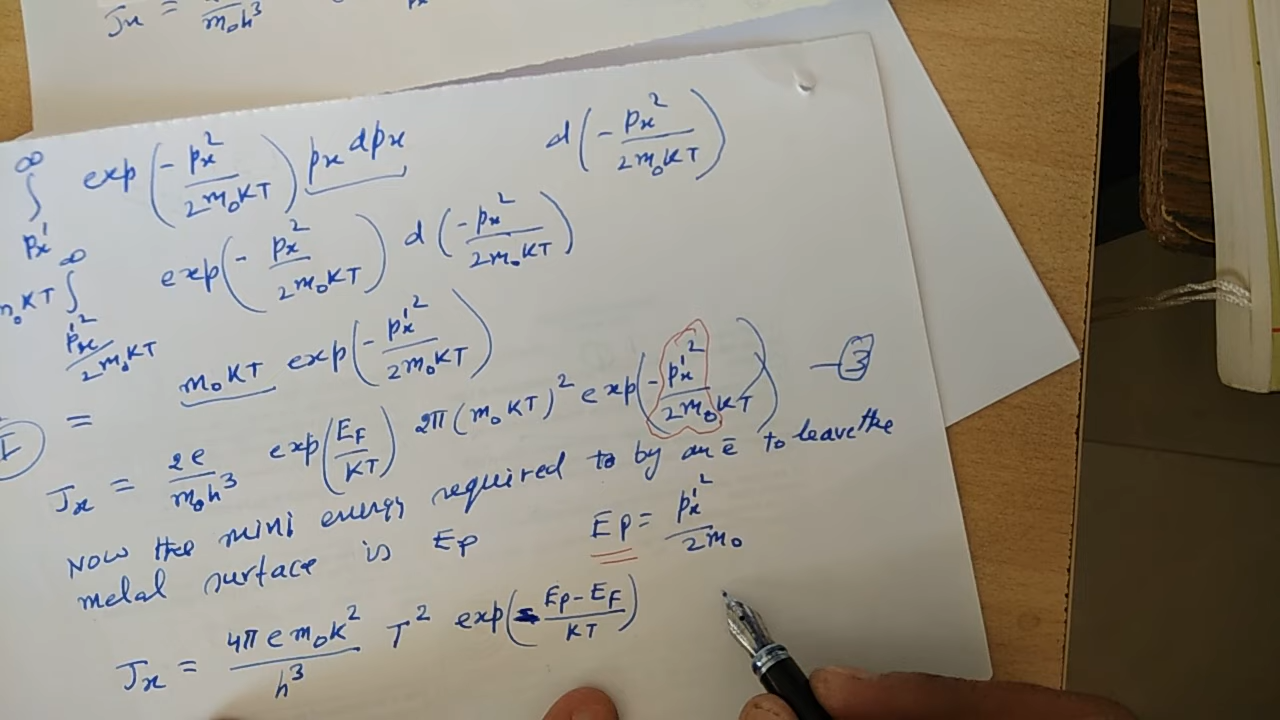 Jx = / m₀h³
∫_{px'}^{∞} exp(-px²/2m₀KT) px dpx d(-px²/2m₀KT)
m₀KT ∫_{px'²/2m₀KT}^{∞} exp(-px²/2m₀KT) d(-px²/2m₀KT)
I = m₀KT exp(-px'²/2m₀KT)
Jx = 2e/m₀h³ exp(E_F/KT) 2π(m₀KT)² exp(-px'²/2m₀KT) —③
Now the mini energy required to by an ē to leave the
metal surface is Ep Ep = px'²/2m₀
Jx = 4πem₀k²/h³ T² exp(-Ep-E_F/KT)